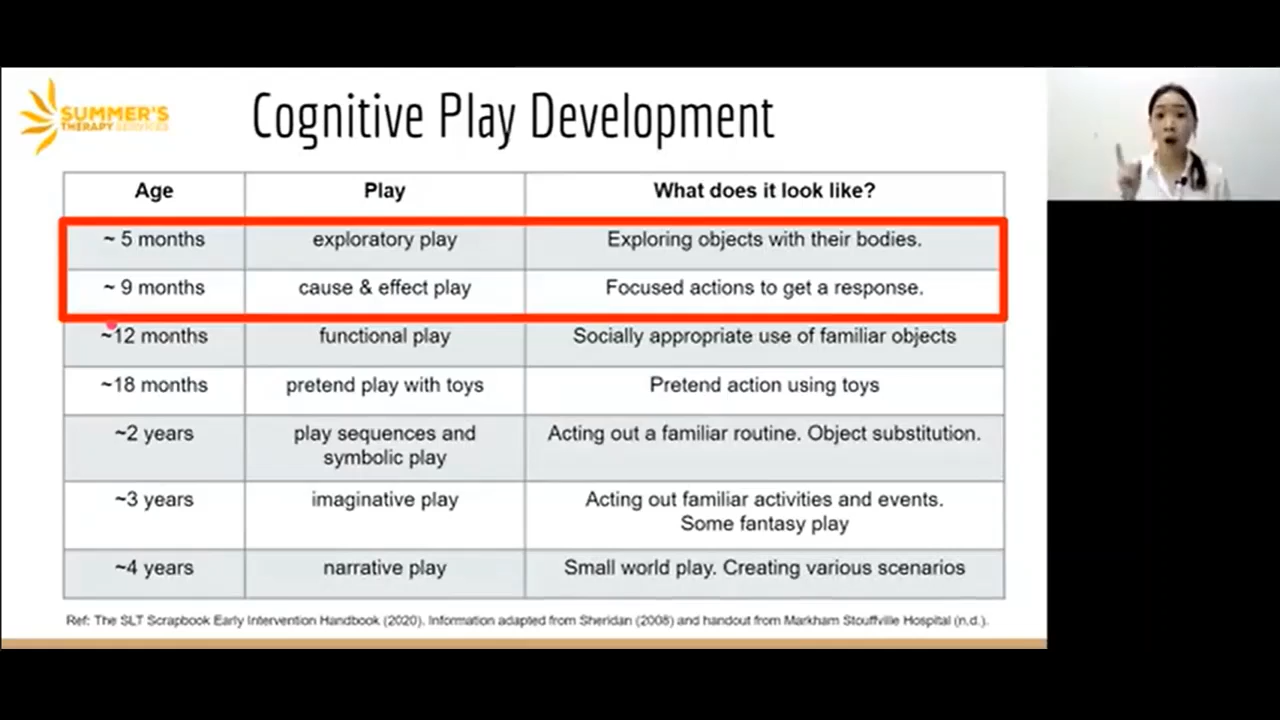 SUMMER'S
THERAPY SERVICES
Cognitive Play Development
Age Play What does it look like?
~ 5 months exploratory play Exploring objects with their bodies.
~ 9 months cause & effect play Focused actions to get a response.
~12 months functional play Socially appropriate use of familiar objects
~18 months pretend play with toys Pretend action using toys
~2 years play sequences and Acting out a familiar routine. Object substitution.
symbolic play
~3 years imaginative play Acting out familiar activities and events.
Some fantasy play
~4 years narrative play Small world play. Creating various scenarios
Ref: The SLT Scrapbook Early Intervention Handbook (2020). Information adapted from Sheridan (2008) and handout from Markham Stouffville Hospital (n.d.).